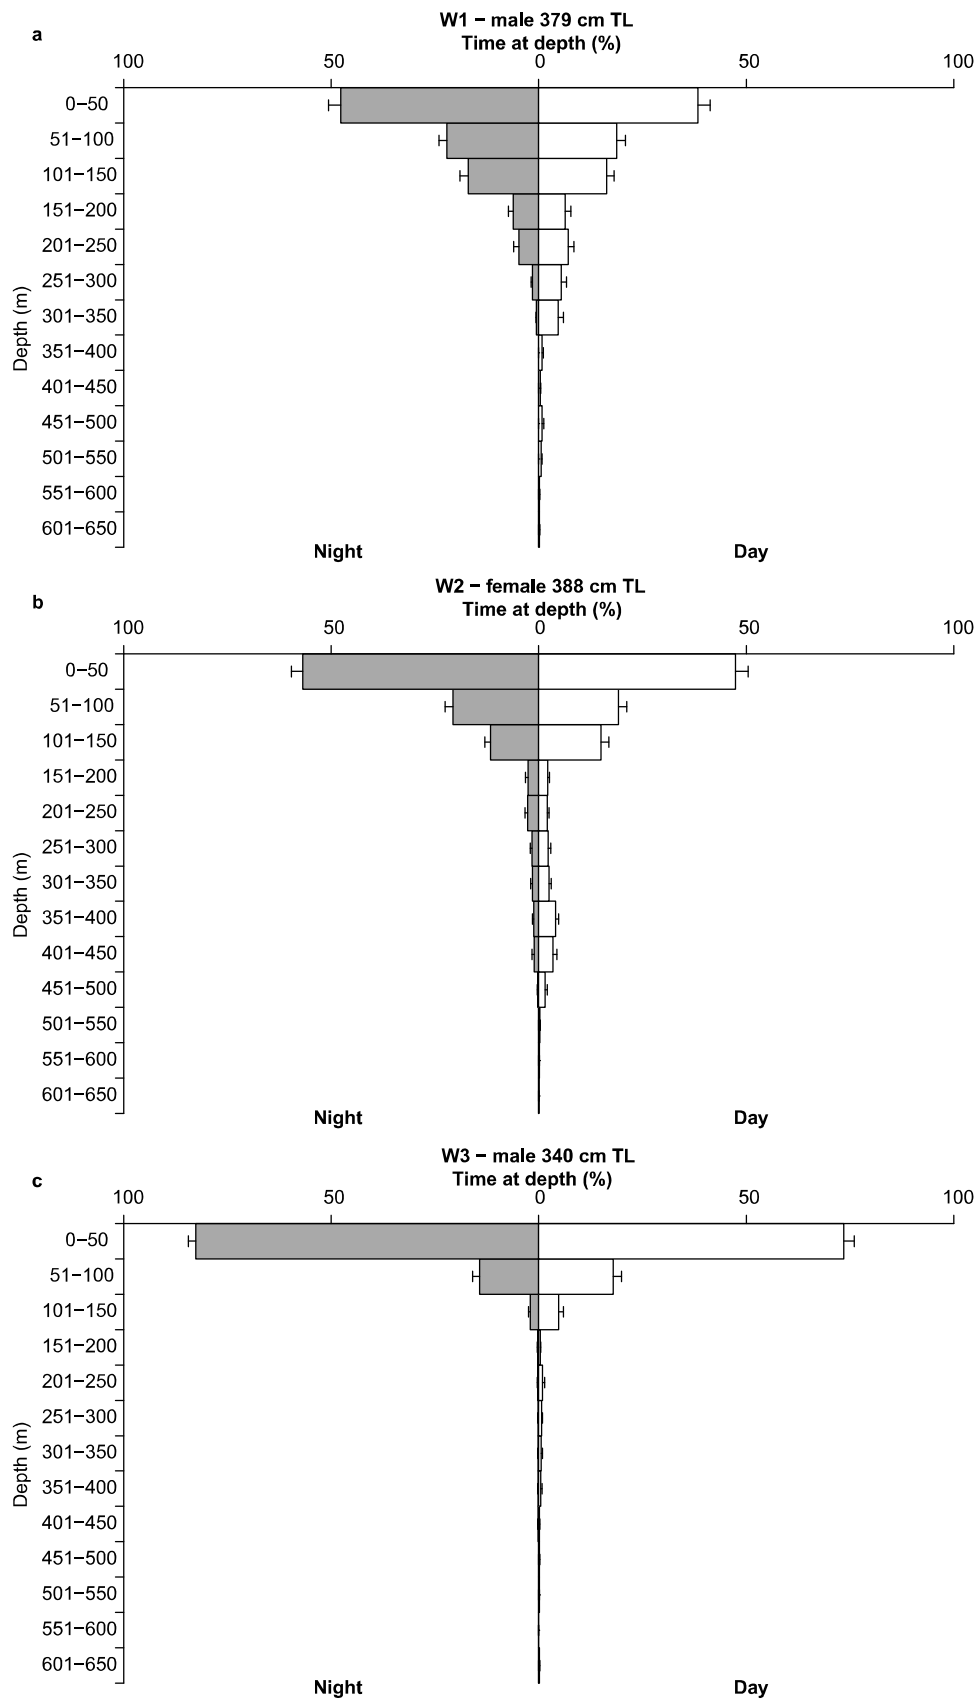 a
W1 − male 379 cm TL
Time at depth (%)
100 50 0 50 100
0−50
51−100
101−150
151−200
201−250
251−300
301−350
351−400
401−450
451−500
501−550
551−600
601−650
Depth (m)
Night Day
b
W2 − female 388 cm TL
Time at depth (%)
100 50 0 50 100
0−50
51−100
101−150
151−200
201−250
251−300
301−350
351−400
401−450
451−500
501−550
551−600
601−650
Depth (m)
Night Day
c
W3 − male 340 cm TL
Time at depth (%)
100 50 0 50 100
0−50
51−100
101−150
151−200
201−250
251−300
301−350
351−400
401−450
451−500
501−550
551−600
601−650
Depth (m)
Night Day